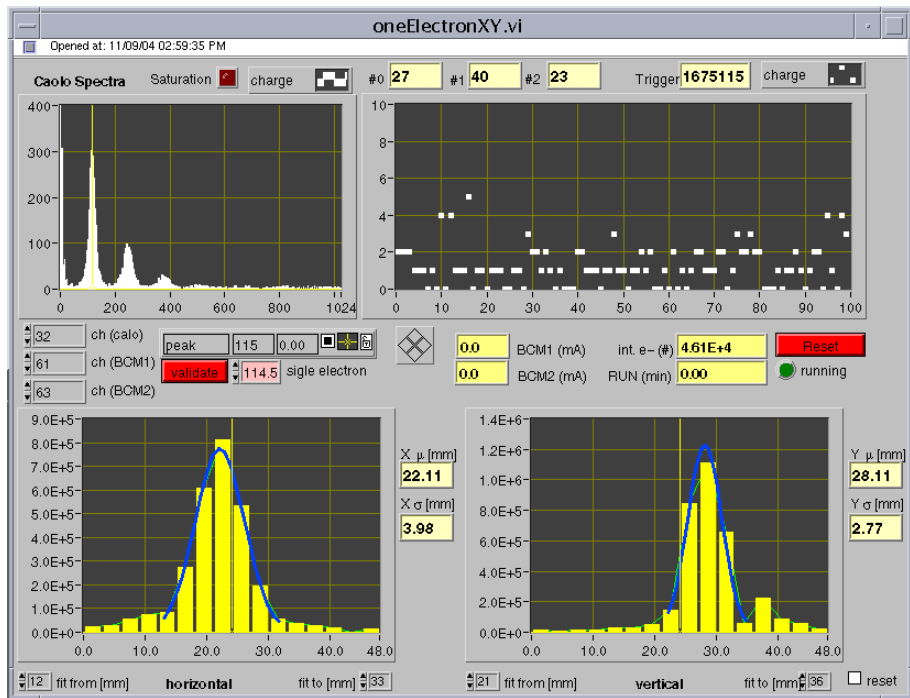 oneElectronXY.vi
Opened at: 11/09/04 02:59:35 PM
Caolo Spectra Saturation charge #0 27 #1 40 #2 23 Trigger 1675115 charge
400 10
300 8
200 6
100 4
0 2
0
0 200 400 600 800 1024 0 10 20 30 40 50 60 70 80 90 100
32 ch (calo) peak 115 0.00 0.0 BCM1 (mA) int. e- (#) 4.61E+4 Reset
61 ch (BCM1) validate 114.5 sigle electron 0.0 BCM2 (mA) RUN (min) 0.00 running
63 ch (BCM2)
9.0E+5 1.4E+6
8.0E+5 1.2E+6
7.0E+5 1.0E+6
6.0E+5 8.0E+5
5.0E+5 6.0E+5
4.0E+5 4.0E+5
3.0E+5 2.0E+5
2.0E+5 0.0E+0
1.0E+5
0.0E+0
X μ [mm] Y μ [mm]
22.11 28.11
X σ [mm] Y σ [mm]
3.98 2.77
0.0 10.0 20.0 30.0 48.0 0.0 10.0 20.0 30.0 48.0
12 fit from [mm] horizontal fit to [mm] 33 21 fit from [mm] vertical fit to [mm] 36 reset